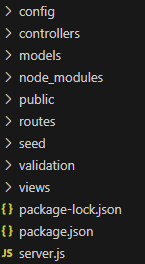 config
controllers
models
node_modules
public
routes
seed
validation
views
{} package-lock.json
{} package.json
JS server.js